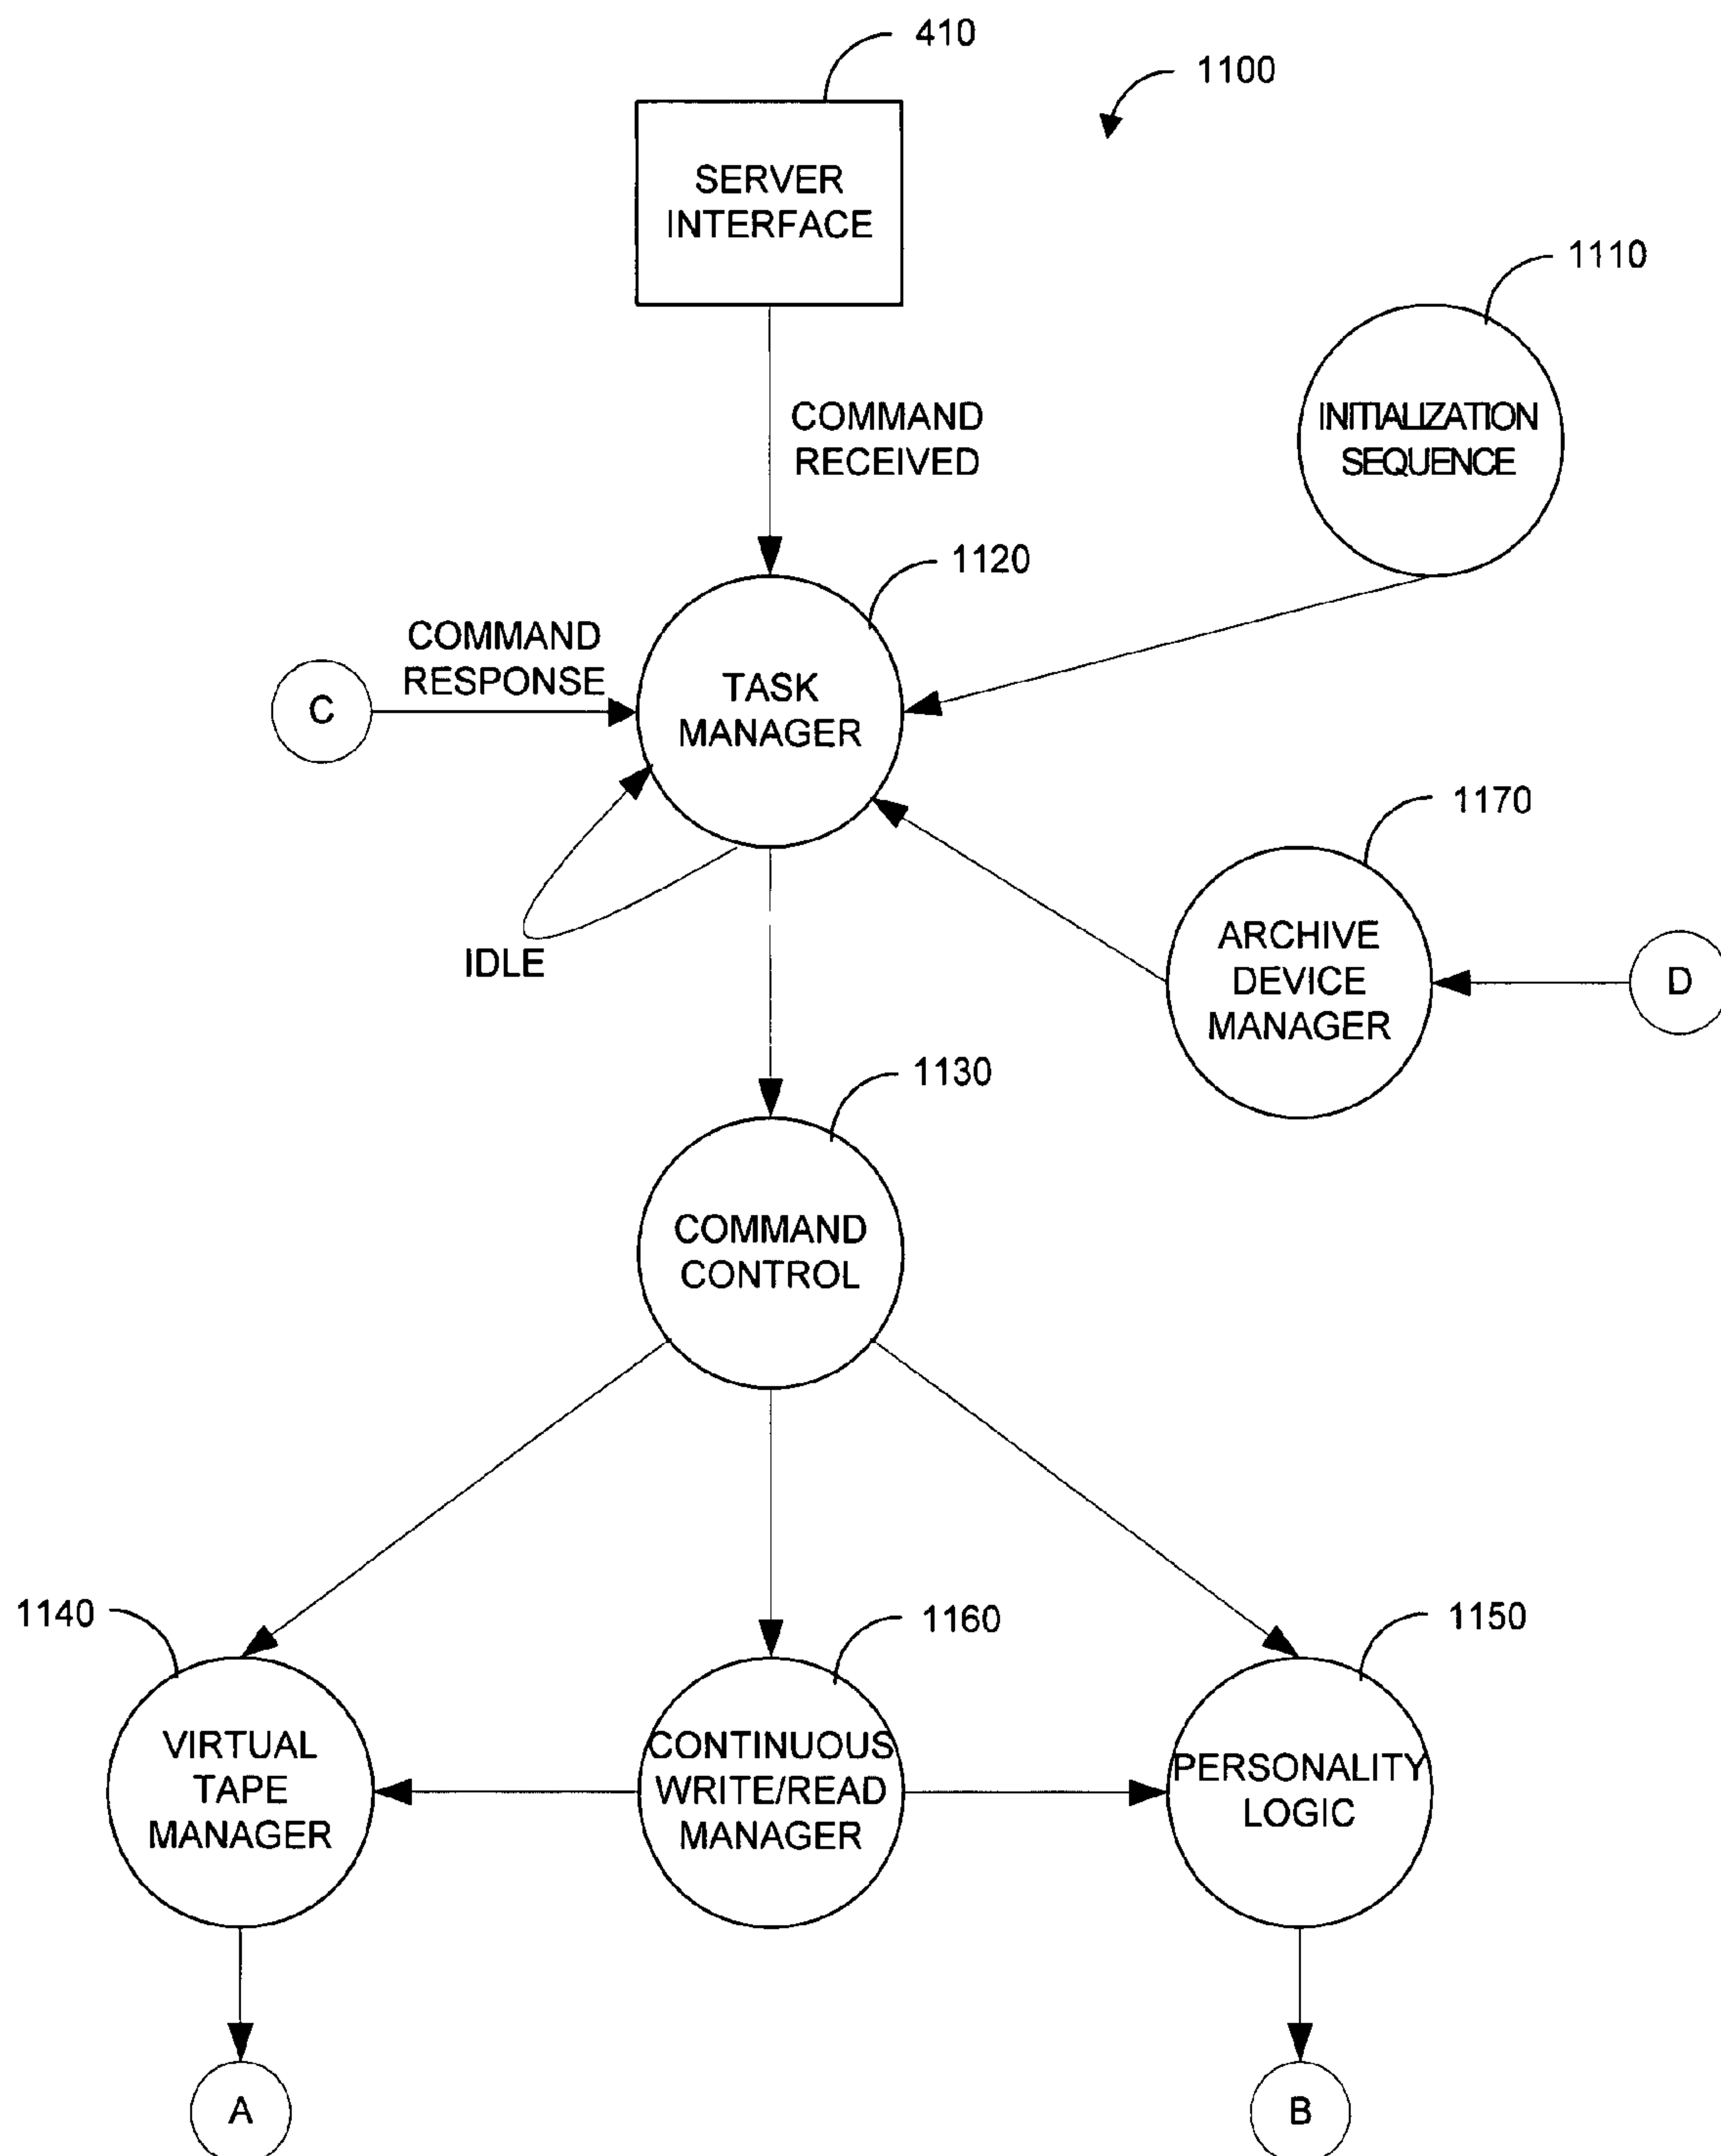 410
1100
SERVER
INTERFACE
1110
COMMAND
RECEIVED
INITIALIZATION
SEQUENCE
1120
COMMAND
RESPONSE
C
TASK
MANAGER
1170
IDLE
ARCHIVE
DEVICE
MANAGER
D
1130
COMMAND
CONTROL
1140
1160
1150
VIRTUAL
TAPE
MANAGER
CONTINUOUS
WRITE/READ
MANAGER
PERSONALITY
LOGIC
A
B